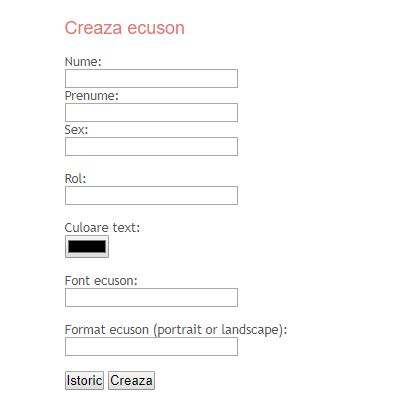 Creaza ecuson
Nume:
Prenume:
Sex:
Rol:
Culoare text:
Font ecuson:
Format ecuson (portrait or landscape):
Istoric Creaza